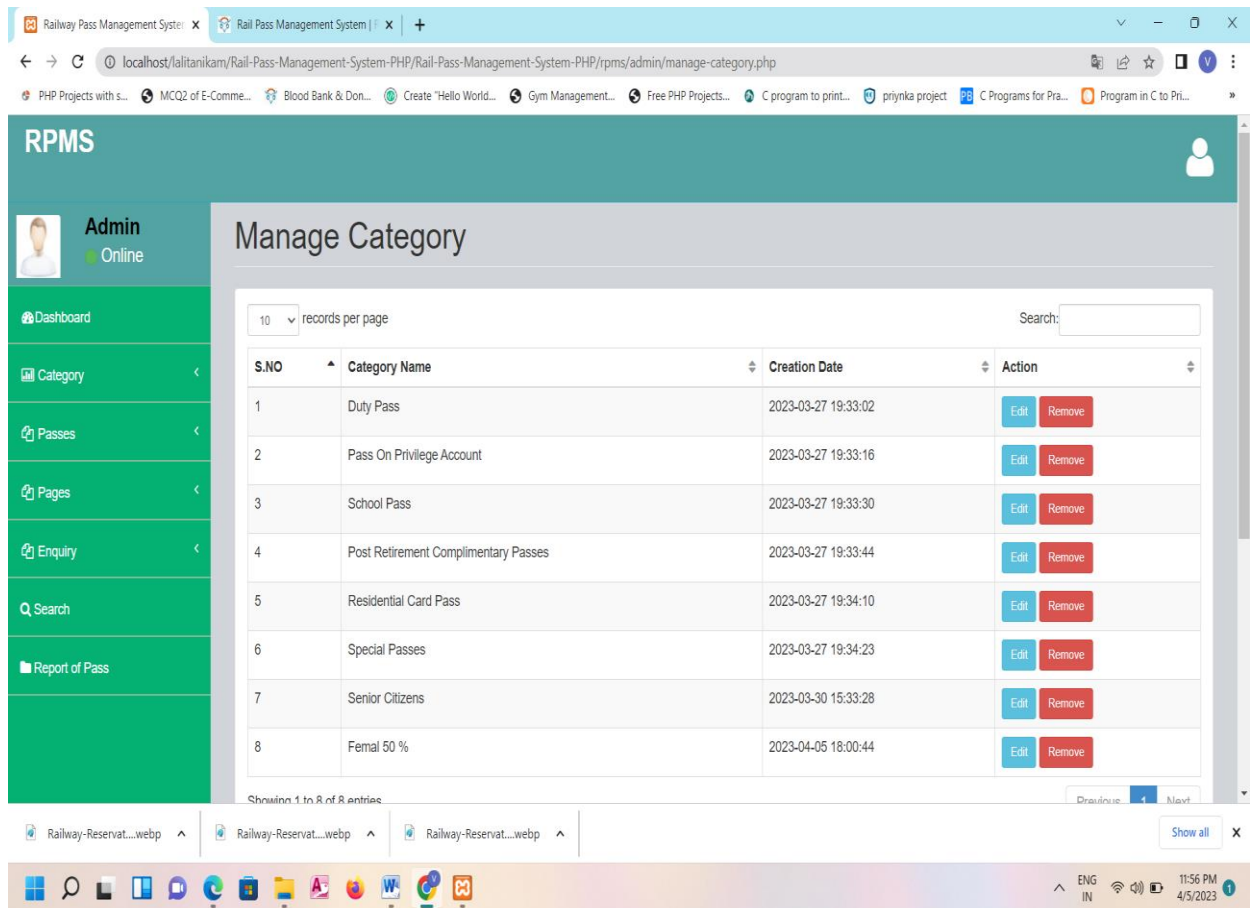 Railway Pass Management Syster X Rail Pass Management System | F X +
localhost/lalitanikam/Rail-Pass-Management-System-PHP/Rail-Pass-Management-System-PHP/rpms/admin/manage-category.php V
PHP Projects with s... MCQ2 of E-Comme... Blood Bank & Don... Create "Hello World... Gym Management... Free PHP Projects... C program to print... priynka project PB C Programs for Pra... Program in C to Pri... »
RPMS
Admin
Online
Dashboard
Category
Passes
Pages
Enquiry
Search
Report of Pass
Manage Category
10 records per page Search:
S.NO Category Name Creation Date Action
1 Duty Pass 2023-03-27 19:33:02 Edit Remove
2 Pass On Privilege Account 2023-03-27 19:33:16 Edit Remove
3 School Pass 2023-03-27 19:33:30 Edit Remove
4 Post Retirement Complimentary Passes 2023-03-27 19:33:44 Edit Remove
5 Residential Card Pass 2023-03-27 19:34:10 Edit Remove
6 Special Passes 2023-03-27 19:34:23 Edit Remove
7 Senior Citizens 2023-03-30 15:33:28 Edit Remove
8 Femal 50 % 2023-04-05 18:00:44 Edit Remove
Showing 1 to 8 of 8 entries Previous 1 Next
Railway-Reservat....webp Railway-Reservat....webp Railway-Reservat....webp Show all X
ENG
IN
11:56 PM
4/5/2023
1